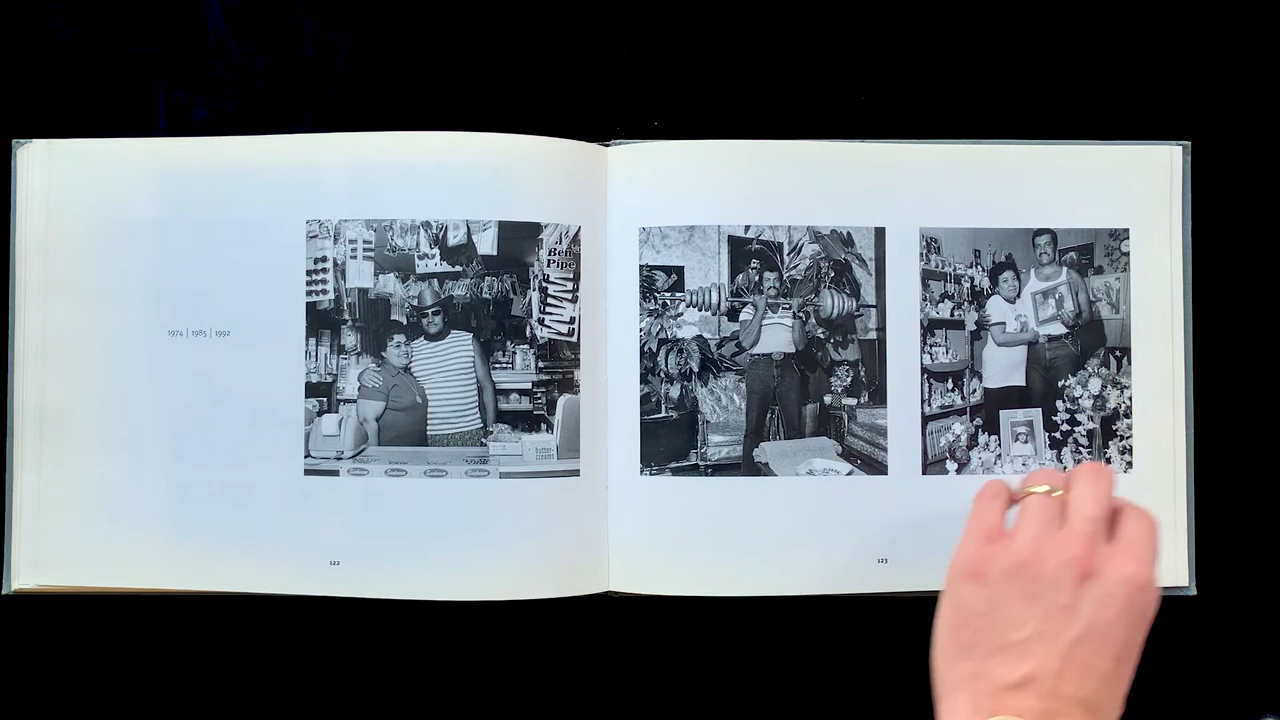 1974 | 1985 | 1992
Ben
Pipe
butter-
creams
122
123